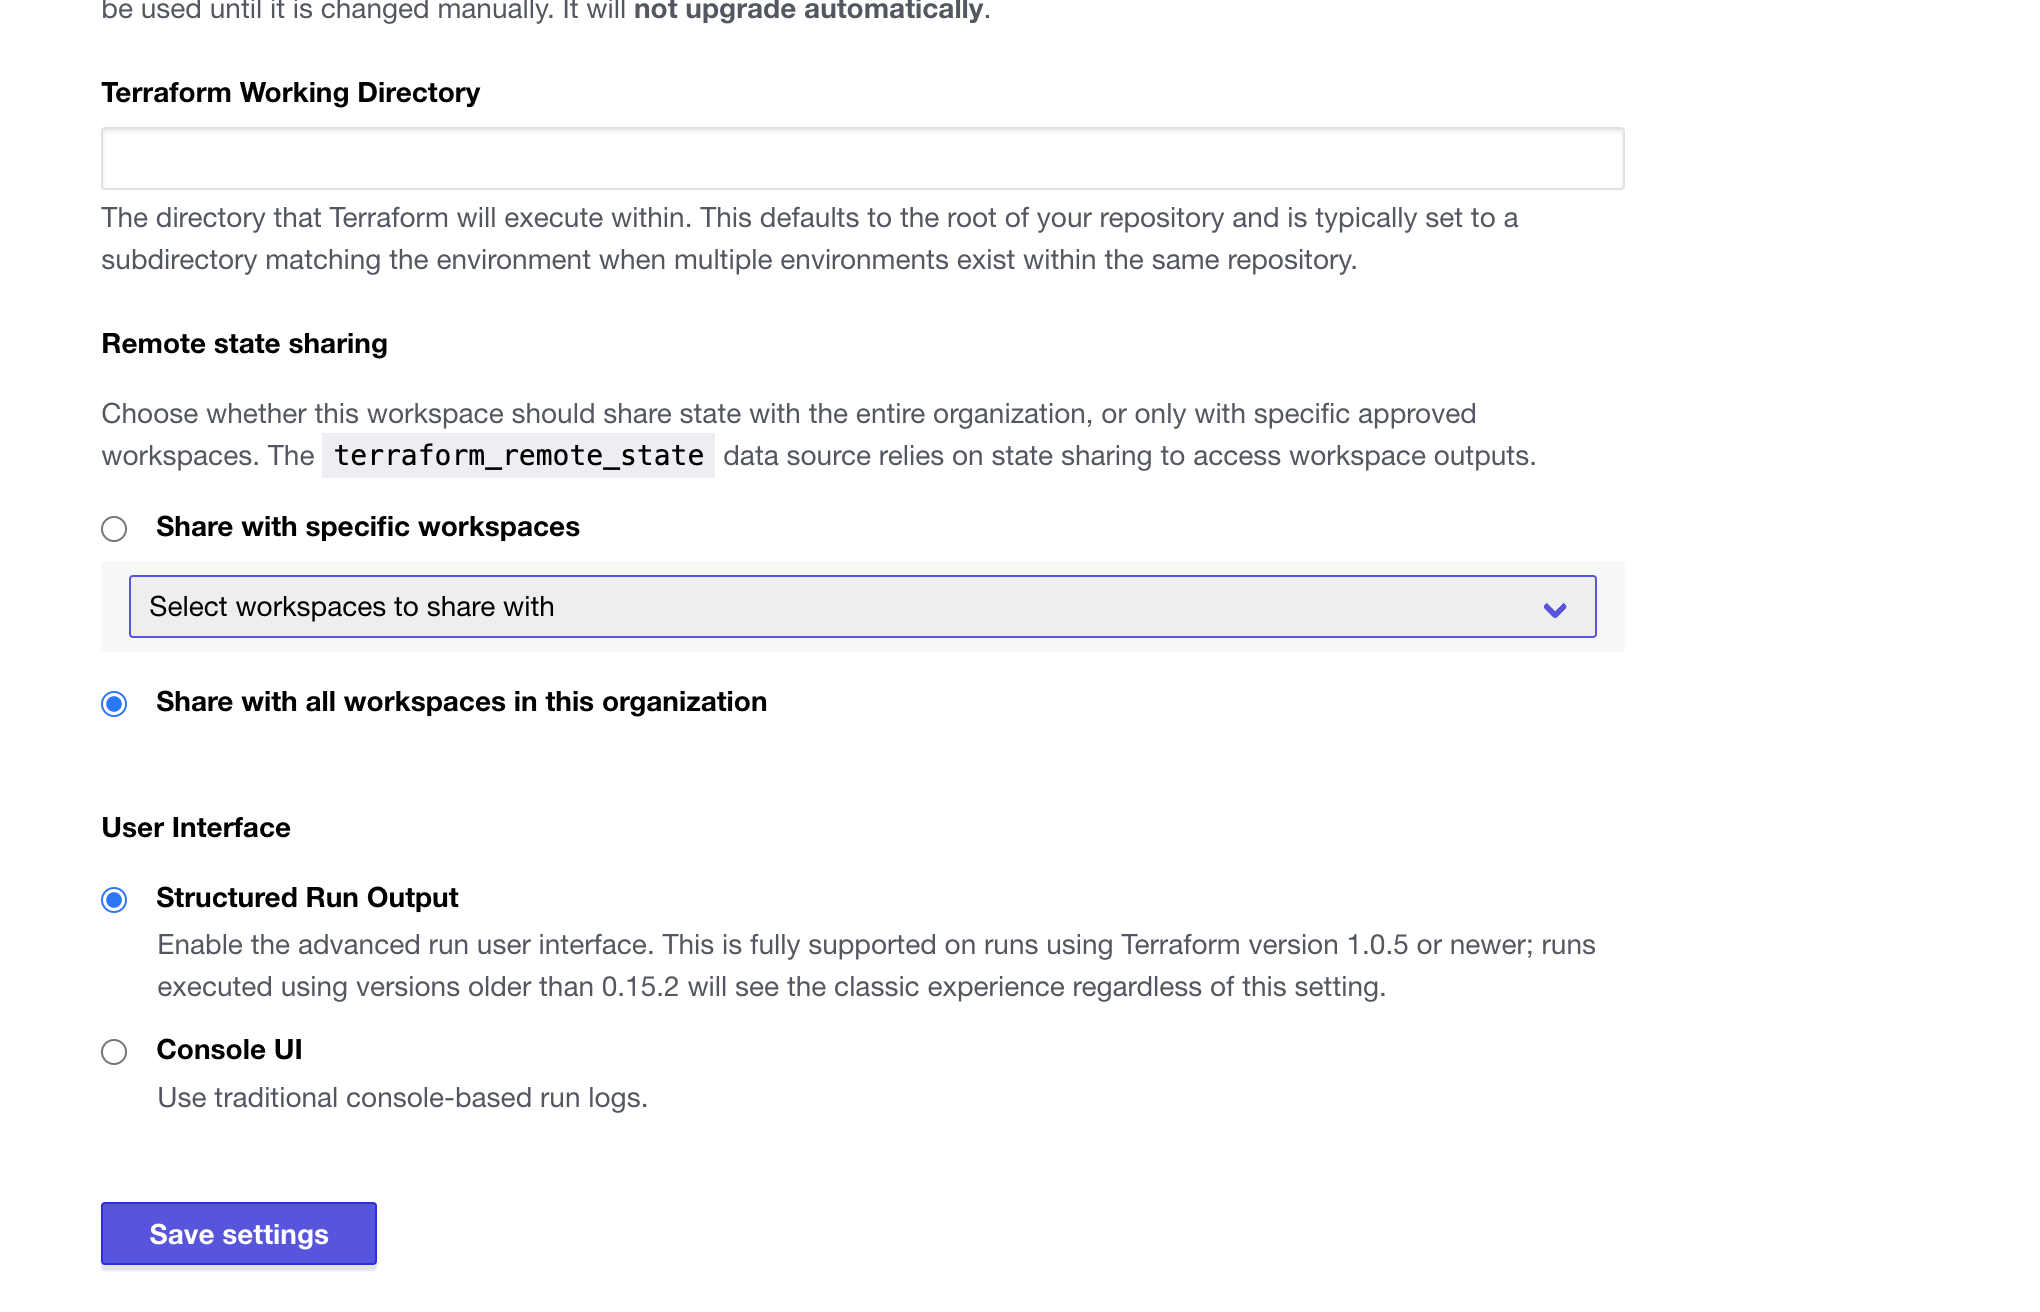 be used until it is changed manually. It will not upgrade automatically.
Terraform Working Directory
The directory that Terraform will execute within. This defaults to the root of your repository and is typically set to a
subdirectory matching the environment when multiple environments exist within the same repository.
Remote state sharing
Choose whether this workspace should share state with the entire organization, or only with specific approved
workspaces. The terraform_remote_state data source relies on state sharing to access workspace outputs.
Share with specific workspaces
Select workspaces to share with
Share with all workspaces in this organization
User Interface
Structured Run Output
Enable the advanced run user interface. This is fully supported on runs using Terraform version 1.0.5 or newer; runs
executed using versions older than 0.15.2 will see the classic experience regardless of this setting.
Console UI
Use traditional console-based run logs.
Save settings